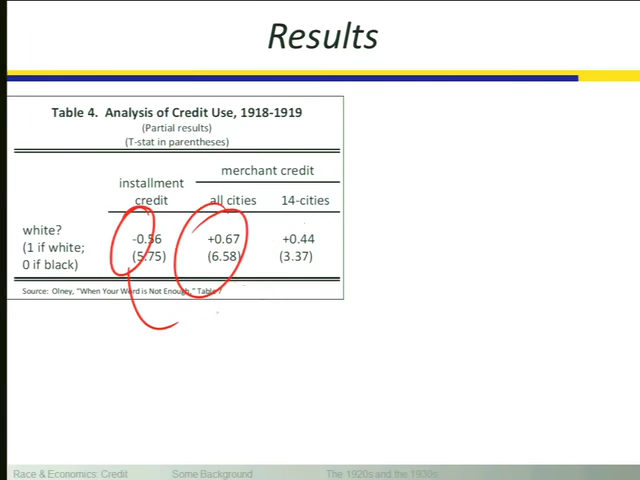 Results
Table 4. Analysis of Credit Use, 1918-1919
(Partial results)
(T-stat in parentheses)
merchant credit
installment
credit all cities 14-cities
white?
(1 if white; -0.56 +0.67 +0.44
0 if black) (5.75) (6.58) (3.37)
Source: Olney, "When Your Word is Not Enough," Table 7
Race & Economics: Credit Some Background The 1920s and the 1930s